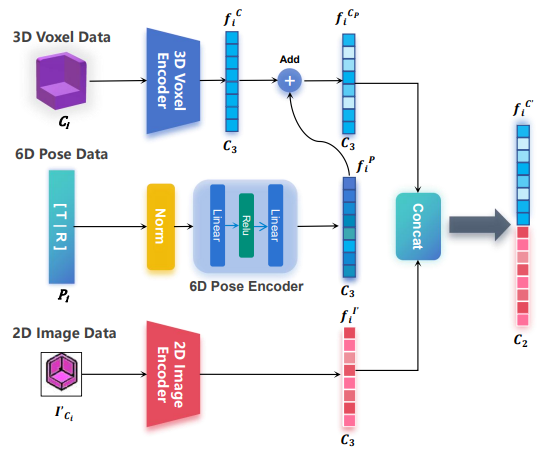 3D Voxel Data
C_i
3D Voxel Encoder
f_i^C
C_3
Add
+
f_i^{C_P}
C_3
6D Pose Data
[ T | R ]
P_i
Norm
Linear
Relu
Linear
6D Pose Encoder
f_i^P
C_3
2D Image Data
I'_{C_i}
2D Image Encoder
f_i^{I'}
C_3
Concat
f_i^{C'}
C_2